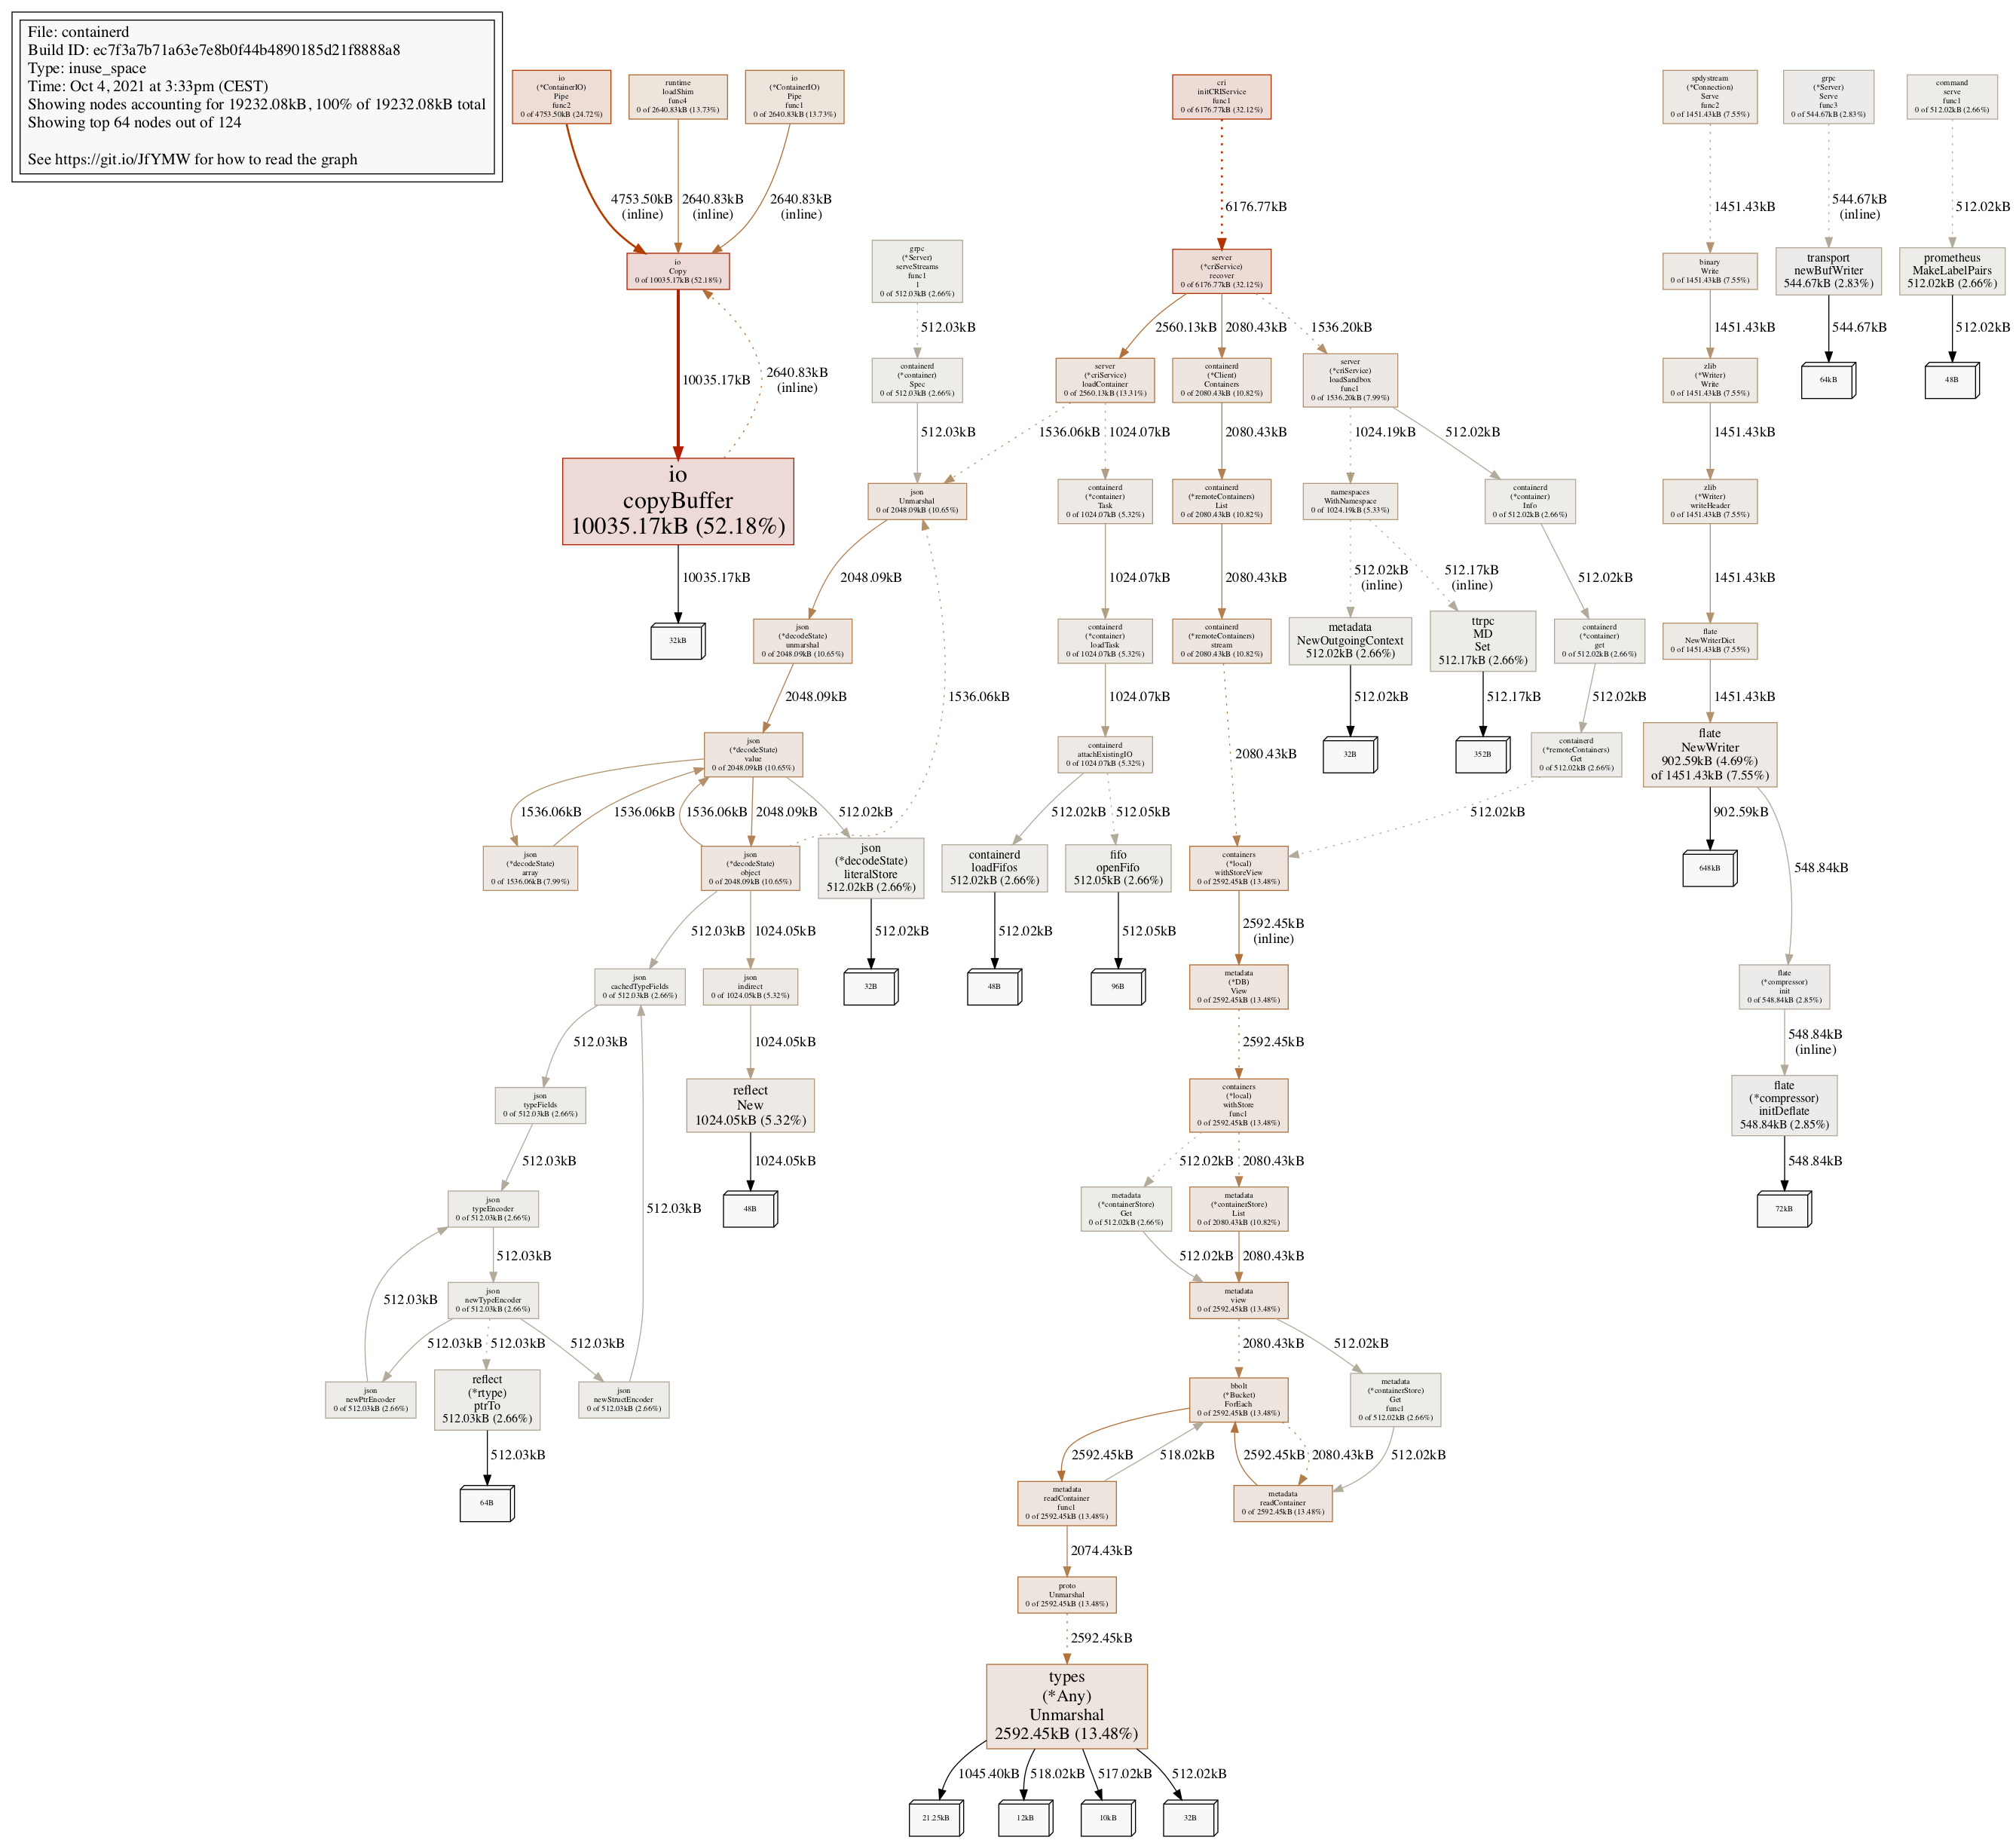 File: containerd
Build ID: ec7f3a7b71a63e7e8b0f44b4890185d21f8888a8
Type: inuse_space
Time: Oct 4, 2021 at 3:33pm (CEST)
Showing nodes accounting for 19232.08kB, 100% of 19232.08kB total
Showing top 64 nodes out of 124
See https://git.io/JfYMW for how to read the graph
io
(*ContainerIO)
Pipe
func2
0 of 4753.50kB (24.72%)
runtime
loadShim
func4
0 of 2640.83kB (13.73%)
io
(*ContainerIO)
Pipe
func1
0 of 2640.83kB (13.73%)
cri
initCRIService
func1
0 of 6176.77kB (32.12%)
spdystream
(*Connection)
Serve
func2
0 of 1451.43kB (7.55%)
grpc
(*Server)
Serve
func3
0 of 544.67kB (2.83%)
command
serve
func1
0 of 512.02kB (2.66%)
4753.50kB
(inline)
2640.83kB
(inline)
2640.83kB
(inline)
6176.77kB
1451.43kB
544.67kB
(inline)
512.02kB
io
Copy
0 of 10035.17kB (52.18%)
grpc
(*Server)
serveStreams
func1
1
0 of 512.03kB (2.66%)
server
(*criService)
recover
0 of 6176.77kB (32.12%)
binary
Write
0 of 1451.43kB (7.55%)
transport
newBufWriter
544.67kB (2.83%)
prometheus
MakeLabelPairs
512.02kB (2.66%)
10035.17kB
2640.83kB
(inline)
512.03kB
2560.13kB
2080.43kB
1536.20kB
1451.43kB
544.67kB
512.02kB
containerd
(*container)
Spec
0 of 512.03kB (2.66%)
server
(*criService)
loadContainer
0 of 2560.13kB (13.31%)
containerd
(*Client)
Containers
0 of 2080.43kB (10.82%)
server
(*criService)
loadSandbox
func1
0 of 1536.20kB (7.99%)
zlib
(*Writer)
Write
0 of 1451.43kB (7.55%)
64kB
48B
512.03kB
1536.06kB
1024.07kB
2080.43kB
1024.19kB
512.02kB
1451.43kB
io
copyBuffer
10035.17kB (52.18%)
json
Unmarshal
0 of 2048.09kB (10.65%)
containerd
(*container)
Task
0 of 1024.07kB (5.32%)
containerd
(*remoteContainers)
List
0 of 2080.43kB (10.82%)
namespaces
WithNamespace
0 of 1024.19kB (5.33%)
containerd
(*container)
Info
0 of 512.02kB (2.66%)
zlib
(*Writer)
writeHeader
0 of 1451.43kB (7.55%)
10035.17kB
2048.09kB
1024.07kB
2080.43kB
512.02kB
(inline)
512.17kB
(inline)
512.02kB
1451.43kB
32kB
json
(*decodeState)
unmarshal
0 of 2048.09kB (10.65%)
containerd
(*container)
loadTask
0 of 1024.07kB (5.32%)
containerd
(*remoteContainers)
stream
0 of 2080.43kB (10.82%)
metadata
NewOutgoingContext
512.02kB (2.66%)
ttrpc
MD
Set
512.17kB (2.66%)
containerd
(*container)
get
0 of 512.02kB (2.66%)
flate
NewWriterDict
0 of 1451.43kB (7.55%)
2048.09kB
1536.06kB
1024.07kB
512.02kB
512.17kB
512.02kB
1451.43kB
json
(*decodeState)
value
0 of 2048.09kB (10.65%)
containerd
attachExistingIO
0 of 1024.07kB (5.32%)
2080.43kB
32B
352B
containerd
(*remoteContainers)
Get
0 of 512.02kB (2.66%)
flate
NewWriter
902.59kB (4.69%)
of 1451.43kB (7.55%)
1536.06kB
1536.06kB
1536.06kB
2048.09kB
512.02kB
512.02kB
512.05kB
512.02kB
902.59kB
json
(*decodeState)
array
0 of 1536.06kB (7.99%)
json
(*decodeState)
object
0 of 2048.09kB (10.65%)
json
(*decodeState)
literalStore
512.02kB (2.66%)
containerd
loadFifos
512.02kB (2.66%)
fifo
openFifo
512.05kB (2.66%)
containers
(*local)
withStoreView
0 of 2592.45kB (13.48%)
648kB
548.84kB
512.03kB
1024.05kB
512.02kB
512.02kB
512.05kB
2592.45kB
(inline)
json
cachedTypeFields
0 of 512.03kB (2.66%)
json
indirect
0 of 1024.05kB (5.32%)
32B
48B
96B
metadata
(*DB)
View
0 of 2592.45kB (13.48%)
flate
(*compressor)
init
0 of 548.84kB (2.85%)
512.03kB
1024.05kB
2592.45kB
548.84kB
(inline)
json
typeFields
0 of 512.03kB (2.66%)
reflect
New
1024.05kB (5.32%)
containers
(*local)
withStore
func1
0 of 2592.45kB (13.48%)
flate
(*compressor)
initDeflate
548.84kB (2.85%)
512.03kB
1024.05kB
512.02kB
2080.43kB
548.84kB
json
typeEncoder
0 of 512.03kB (2.66%)
512.03kB
48B
metadata
(*containerStore)
Get
0 of 512.02kB (2.66%)
metadata
(*containerStore)
List
0 of 2080.43kB (10.82%)
72kB
512.03kB
512.02kB
2080.43kB
512.03kB
json
newTypeEncoder
0 of 512.03kB (2.66%)
metadata
view
0 of 2592.45kB (13.48%)
512.03kB
512.03kB
512.03kB
2080.43kB
512.02kB
json
newPtrEncoder
0 of 512.03kB (2.66%)
reflect
(*rtype)
ptrTo
512.03kB (2.66%)
json
newStructEncoder
0 of 512.03kB (2.66%)
bbolt
(*Bucket)
ForEach
0 of 2592.45kB (13.48%)
metadata
(*containerStore)
Get
func1
0 of 512.02kB (2.66%)
512.03kB
2592.45kB
518.02kB
2592.45kB
2080.43kB
512.02kB
64B
metadata
readContainer
func1
0 of 2592.45kB (13.48%)
metadata
readContainer
0 of 2592.45kB (13.48%)
2074.43kB
proto
Unmarshal
0 of 2592.45kB (13.48%)
2592.45kB
types
(*Any)
Unmarshal
2592.45kB (13.48%)
1045.40kB
518.02kB
517.02kB
512.02kB
21.25kB
12kB
10kB
32B